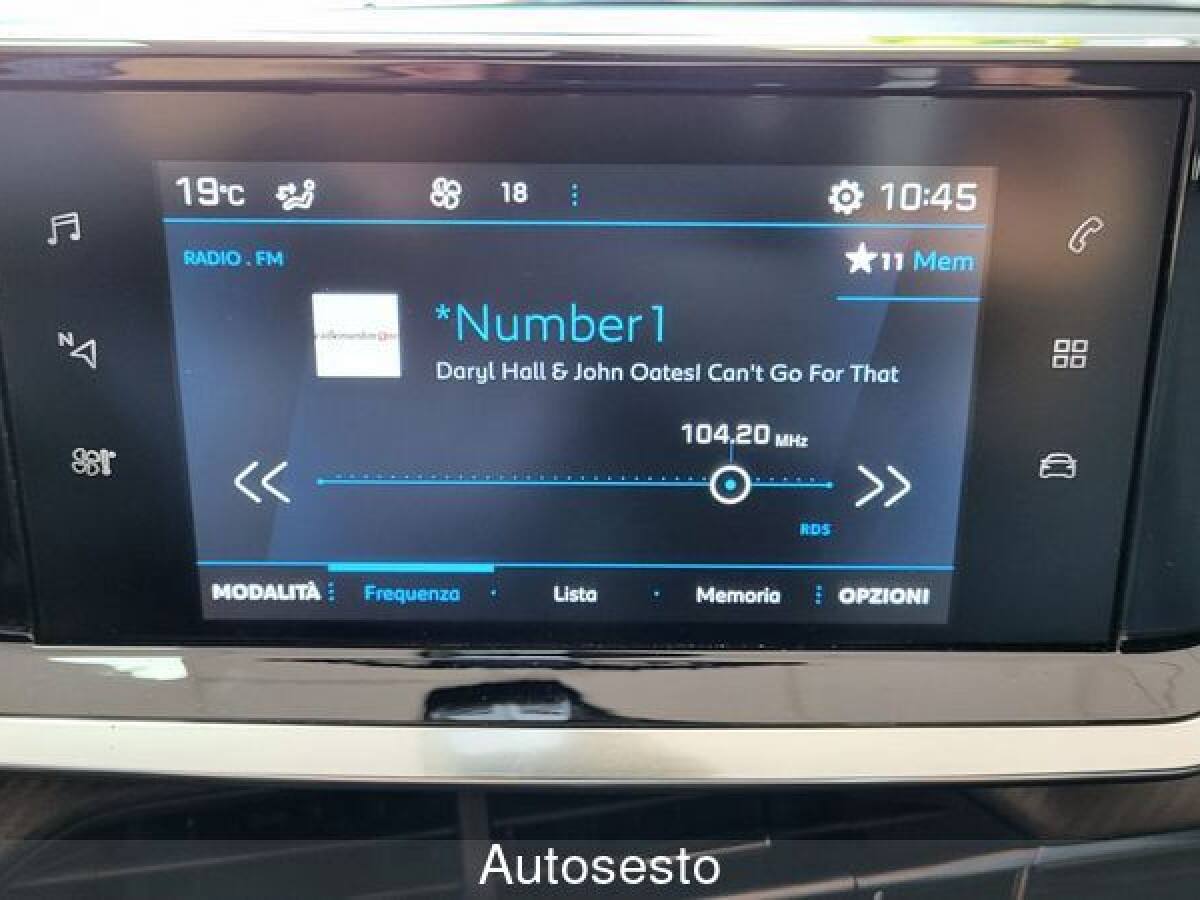 19°C 18 10:45
RADIO . FM 11 Mem
*Number1
Daryl Hall & John OatesI Can't Go For That
104.20 MHz
RDS
MODALITÀ Frequenza Lista Memoria OPZIONI
N
Autosesto